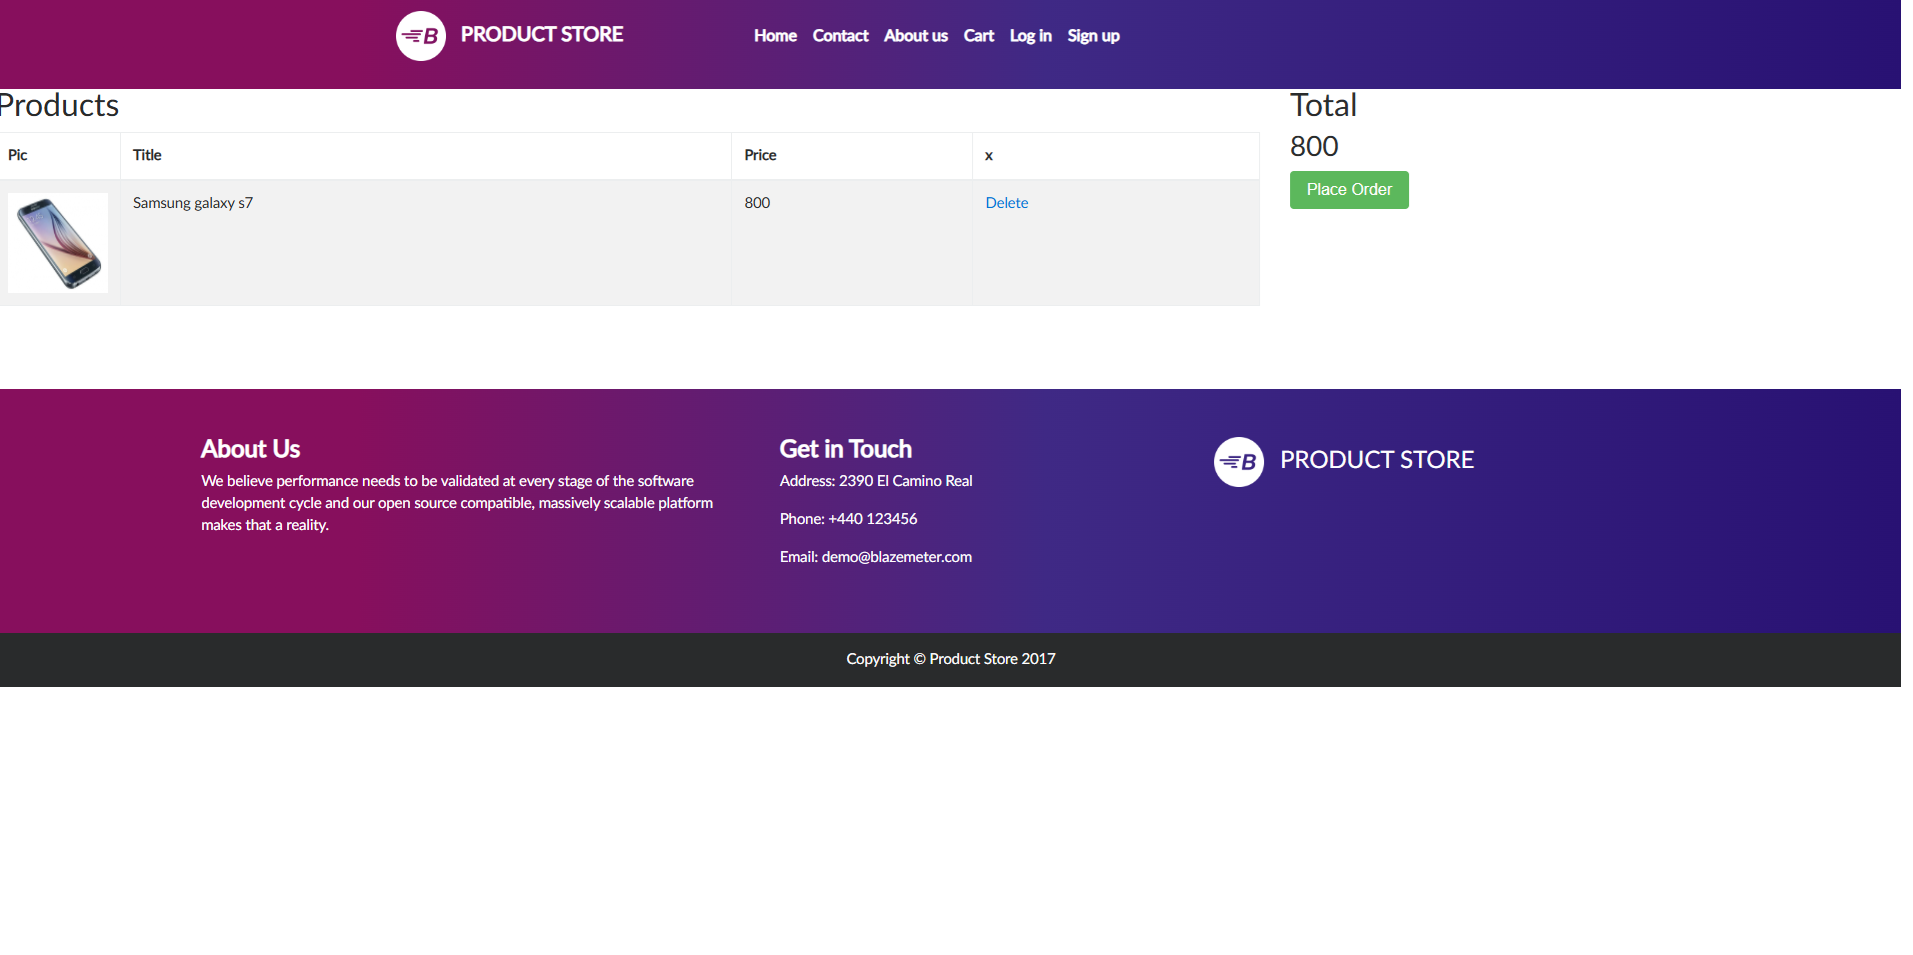 B PRODUCT STORE
Home Contact About us Cart Log in Sign up
Products
Pic Title Price x
Samsung galaxy s7 800 Delete
Total
800
Place Order
About Us
We believe performance needs to be validated at every stage of the software
development cycle and our open source compatible, massively scalable platform
makes that a reality.
Get in Touch
Address: 2390 El Camino Real
Phone: +440 123456
Email: demo@blazemeter.com
B PRODUCT STORE
Copyright © Product Store 2017